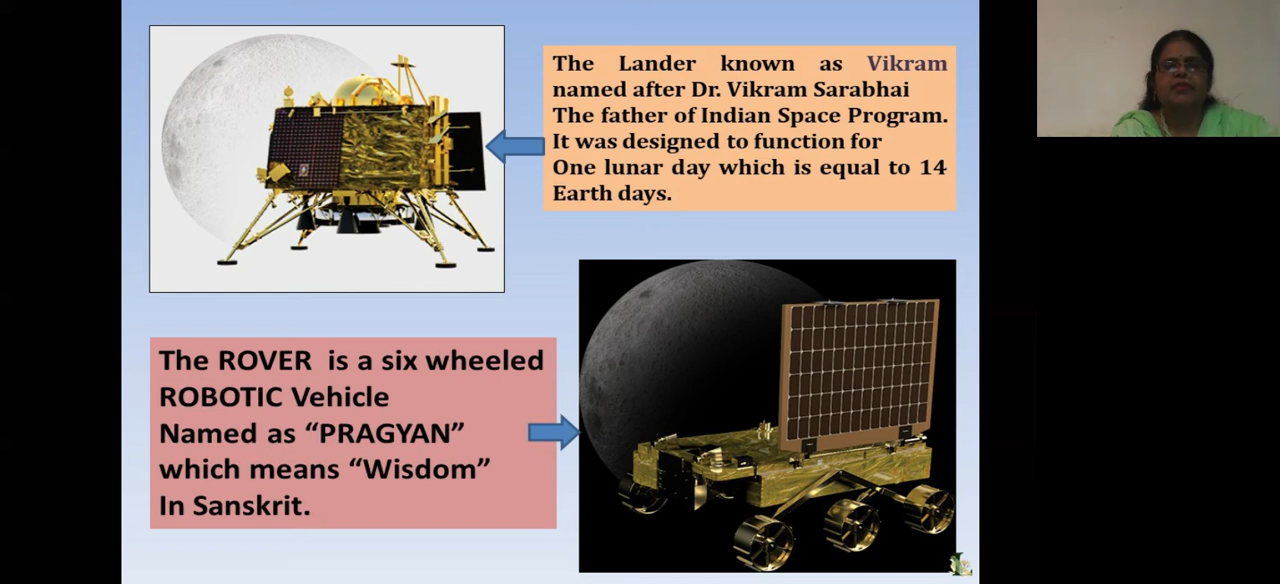 The Lander known as Vikram
named after Dr. Vikram Sarabhai
The father of Indian Space Program.
It was designed to function for
One lunar day which is equal to 14
Earth days.
The ROVER is a six wheeled
ROBOTIC Vehicle
Named as “PRAGYAN”
which means “Wisdom”
In Sanskrit.